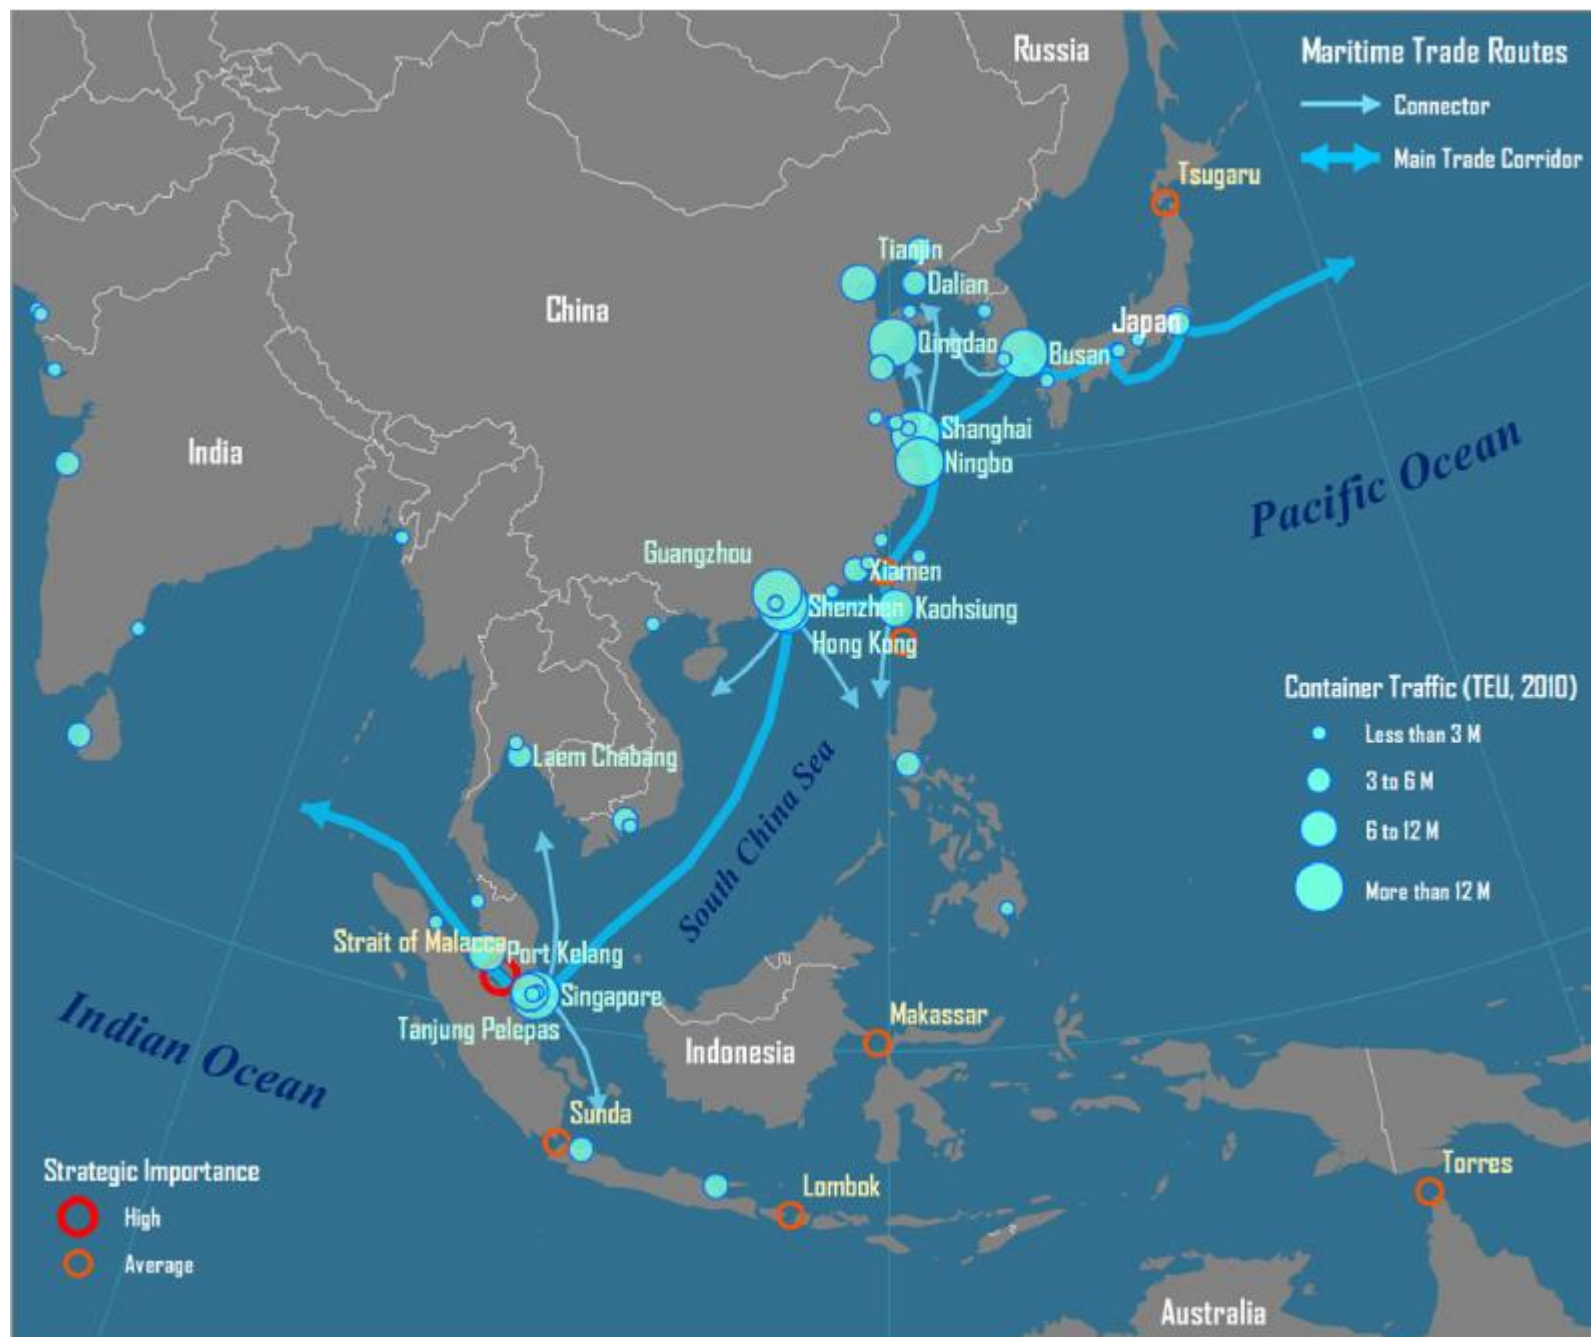 Russia
Maritime Trade Routes
Connector
Main Trade Corridor
Tsugaru
Tianjin
Dalian
China
Japan
Qingdao
Busan
India
Shanghai
Ningbo
Pacific Ocean
Guangzhou
Xiamen
Shenzhen
Kaohsiung
Hong Kong
Container Traffic (TEU, 2010)
Less than 3 M
3 to 6 M
6 to 12 M
More than 12 M
Laem Chabang
South China Sea
Strait of Malacca
Port Kelang
Singapore
Tanjung Pelepas
Indian Ocean
Makassar
Indonesia
Sunda
Lombok
Torres
Strategic Importance
High
Average
Australia